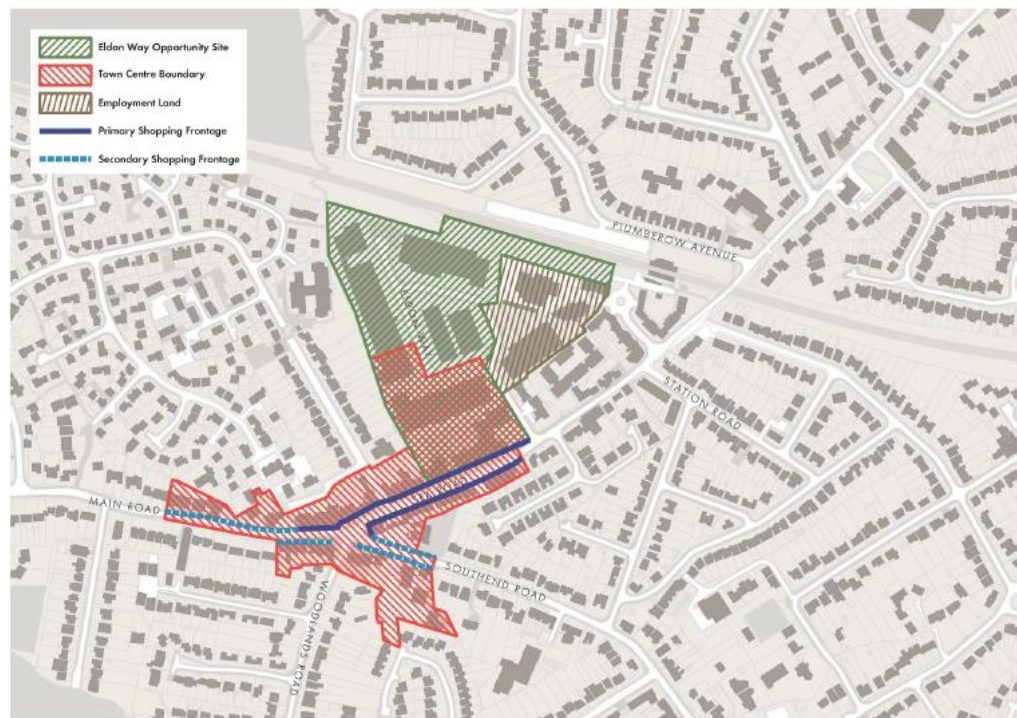 Eldon Way Opportunity Site
Town Centre Boundary
Employment Land
Primary Shopping Frontage
Secondary Shopping Frontage
PLUMBEROW AVENUE
STATION ROAD
MAIN ROAD
ROAD
SOUTHEND ROAD
WOODLANDS ROAD